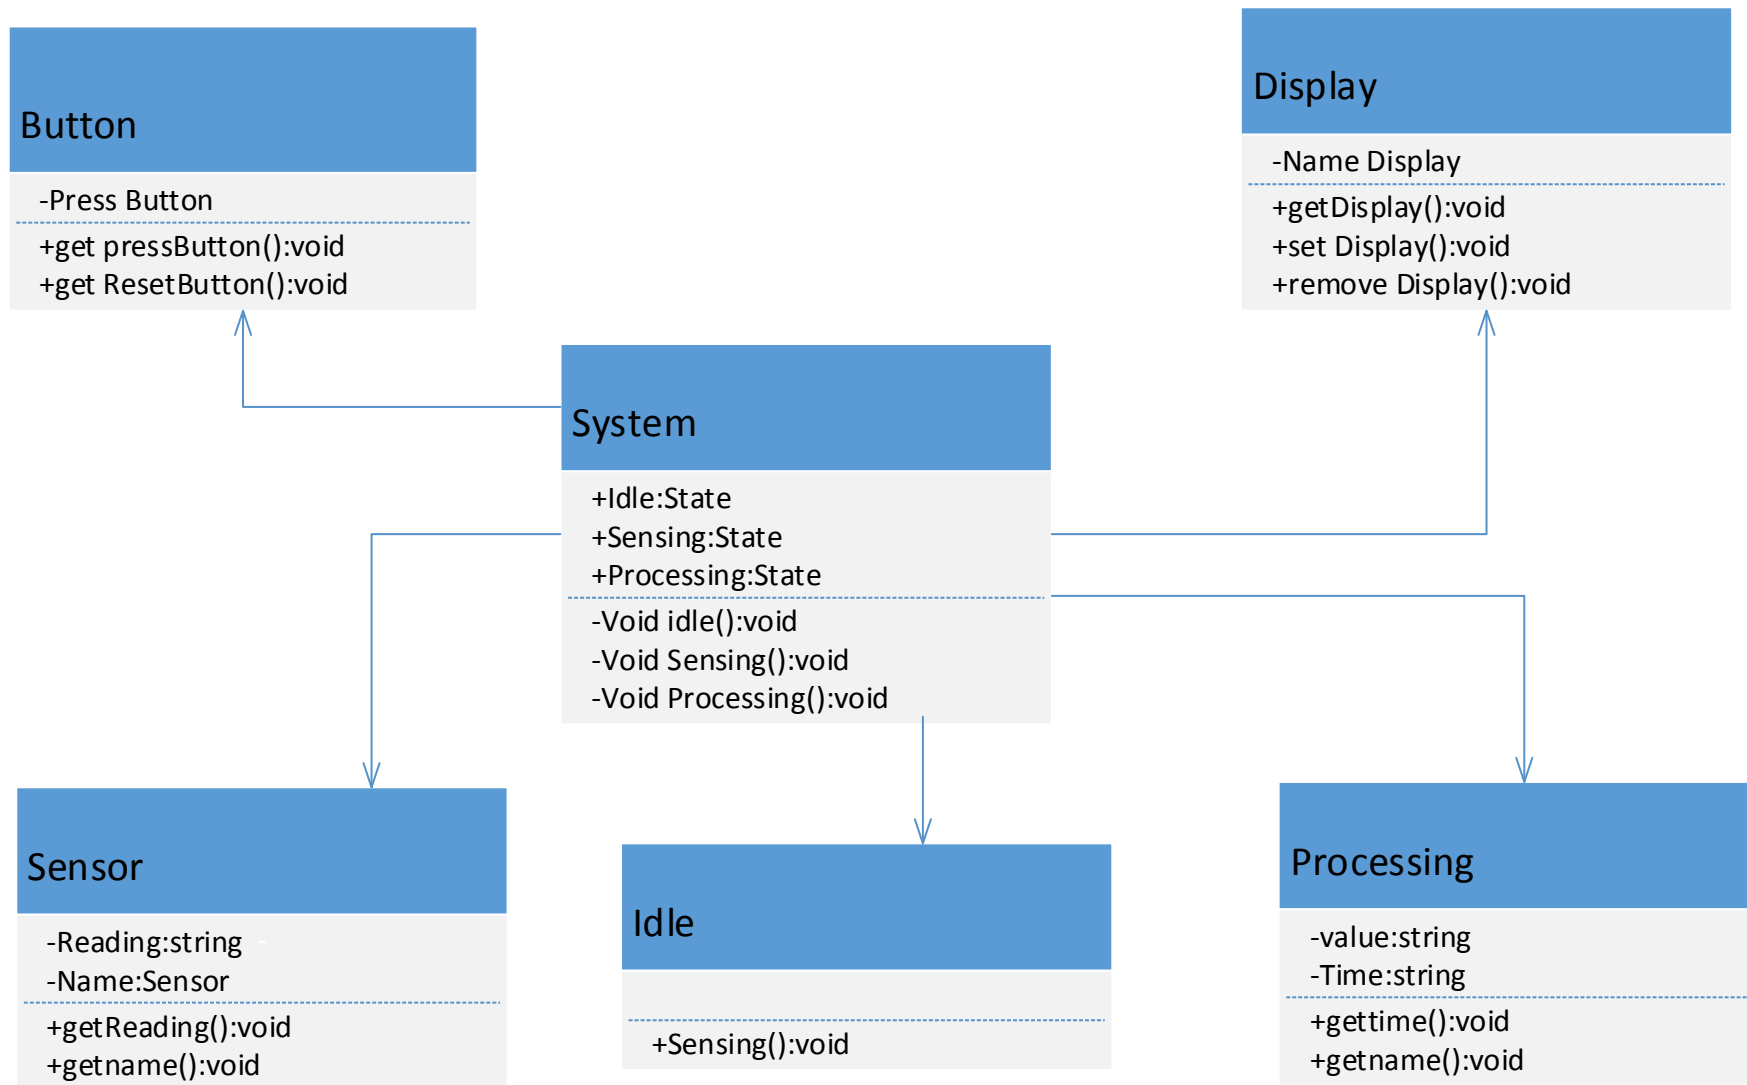 Button
-Press Button
+get pressButton():void
+get ResetButton():void
Display
-Name Display
+getDisplay():void
+set Display():void
+remove Display():void
System
+Idle:State
+Sensing:State
+Processing:State
-Void idle():void
-Void Sensing():void
-Void Processing():void
Sensor
-Reading:string
-Name:Sensor
+getReading():void
+getname():void
Idle
+Sensing():void
Processing
-value:string
-Time:string
+gettime():void
+getname():void